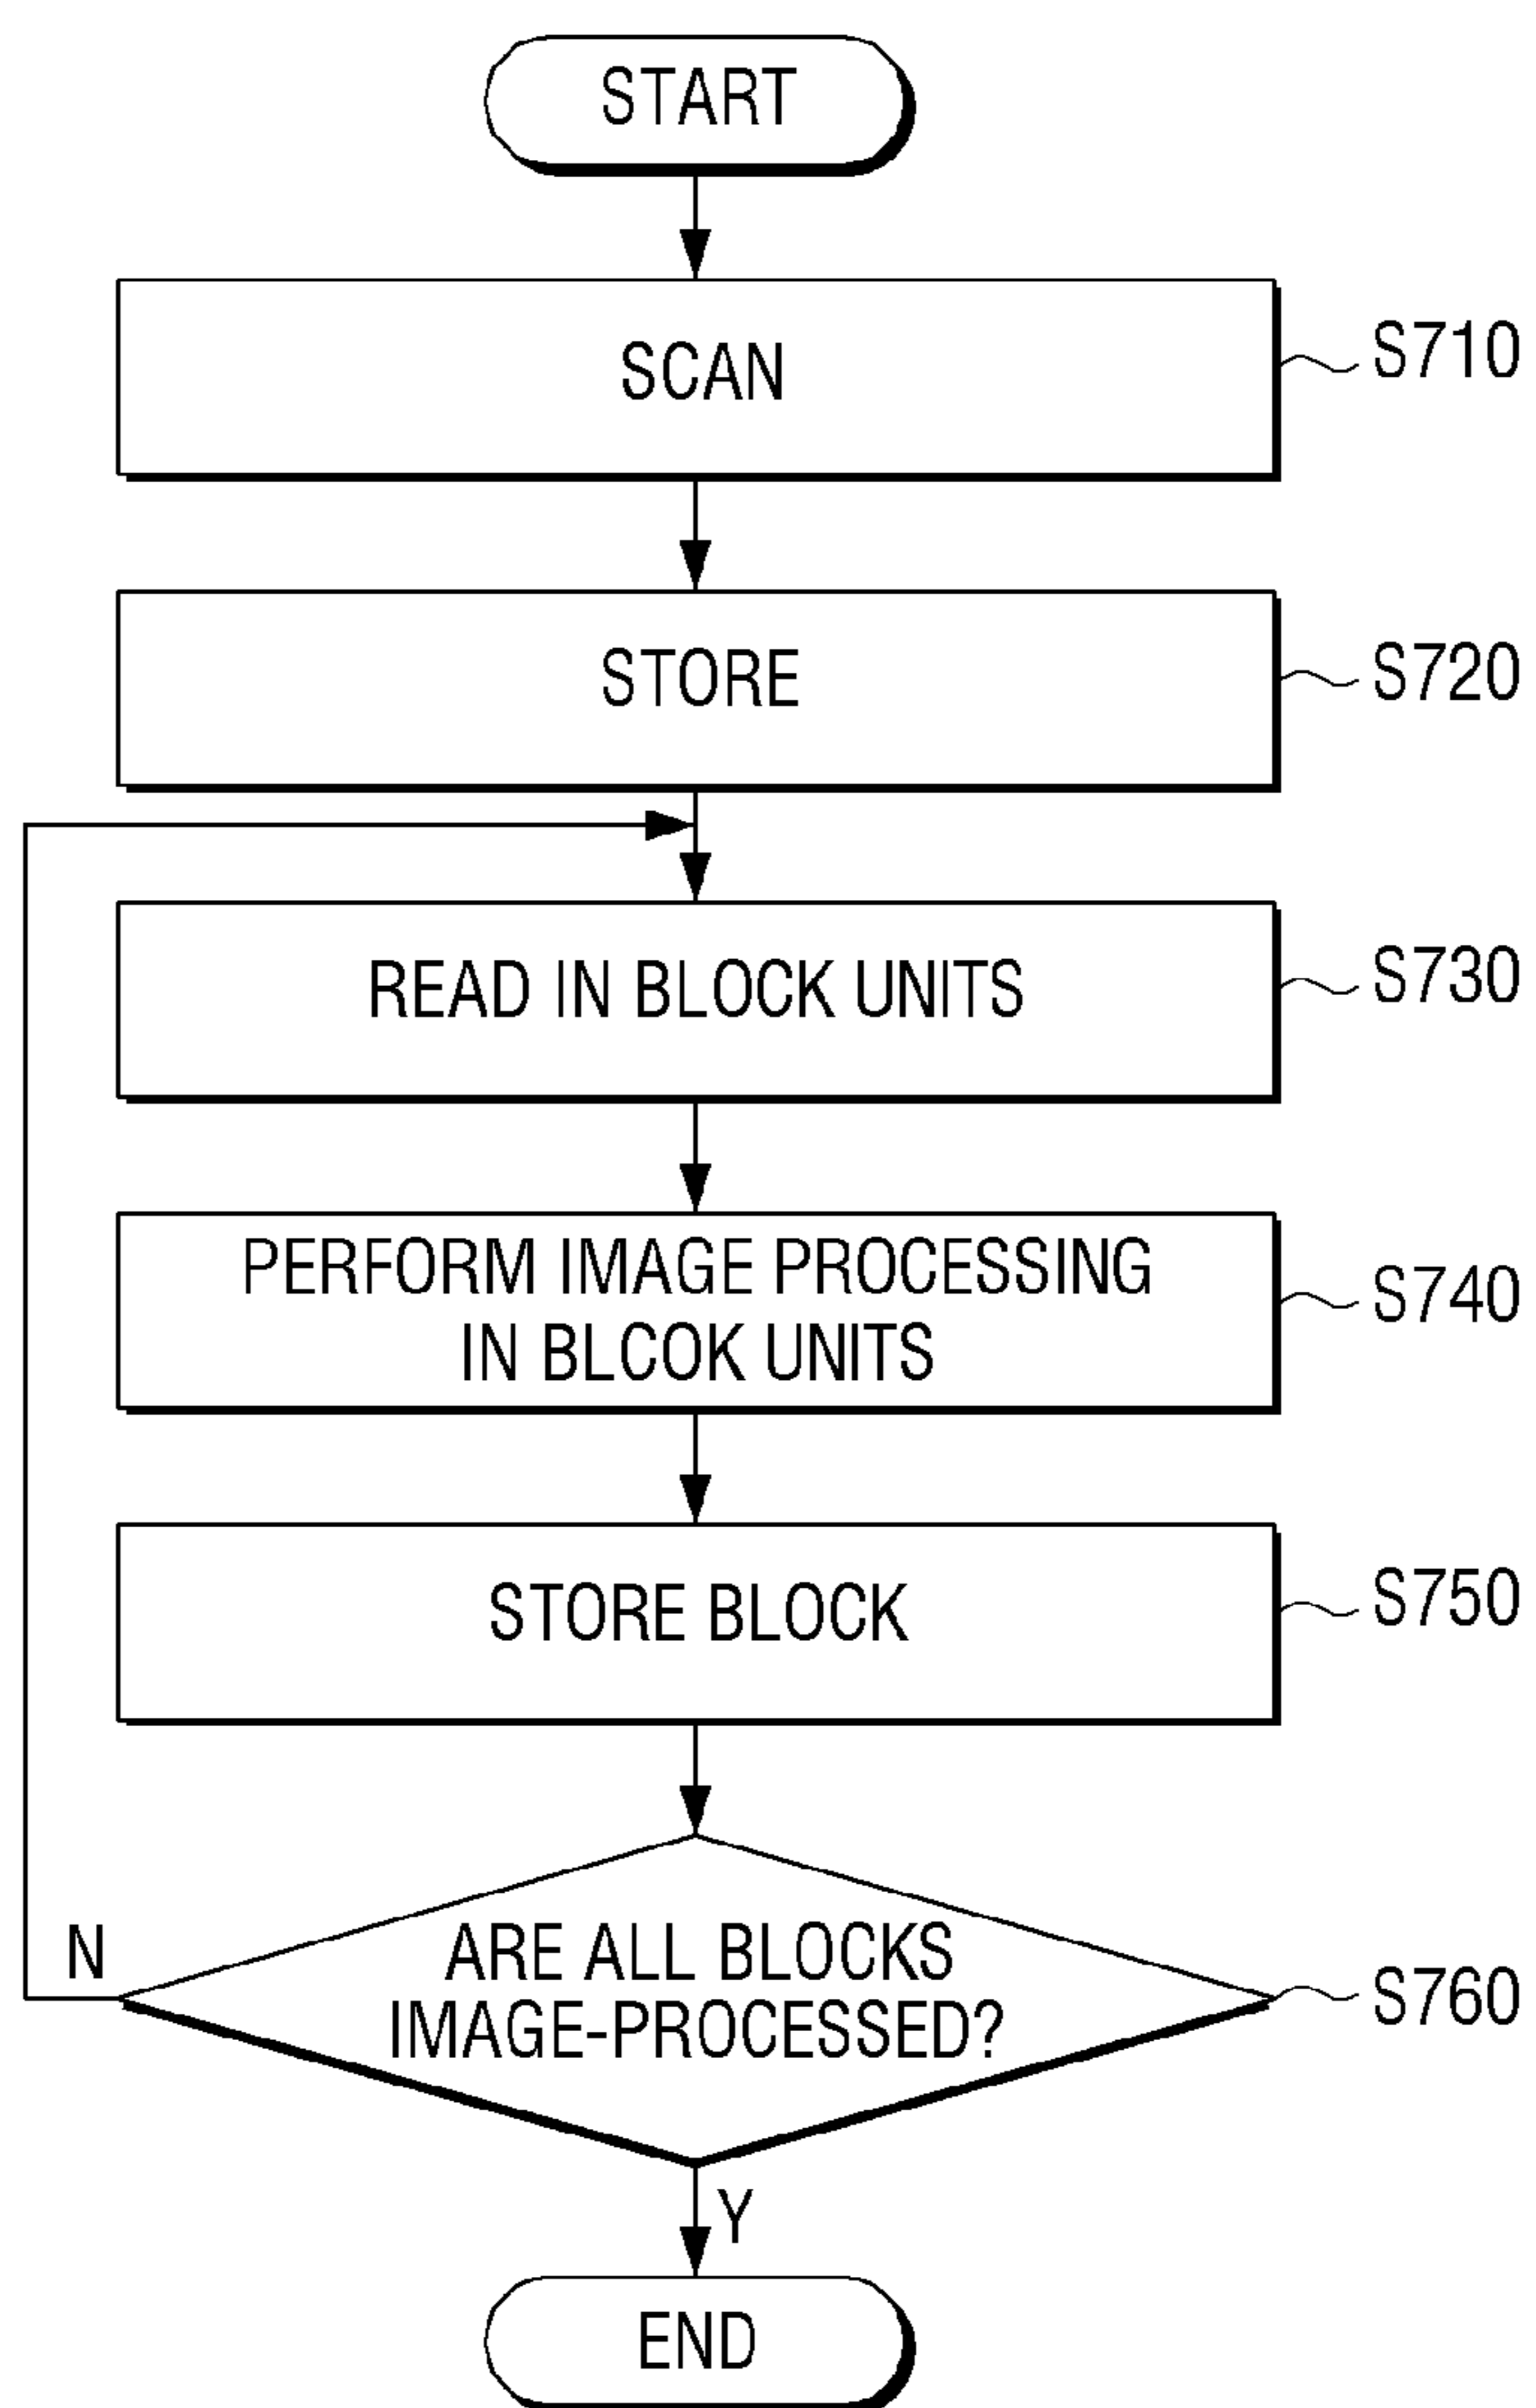 START
SCAN
S710
STORE
S720
READ IN BLOCK UNITS
S730
PERFORM IMAGE PROCESSING
IN BLCOK UNITS
S740
STORE BLOCK
S750
ARE ALL BLOCKS
IMAGE-PROCESSED?
S760
N
Y
END